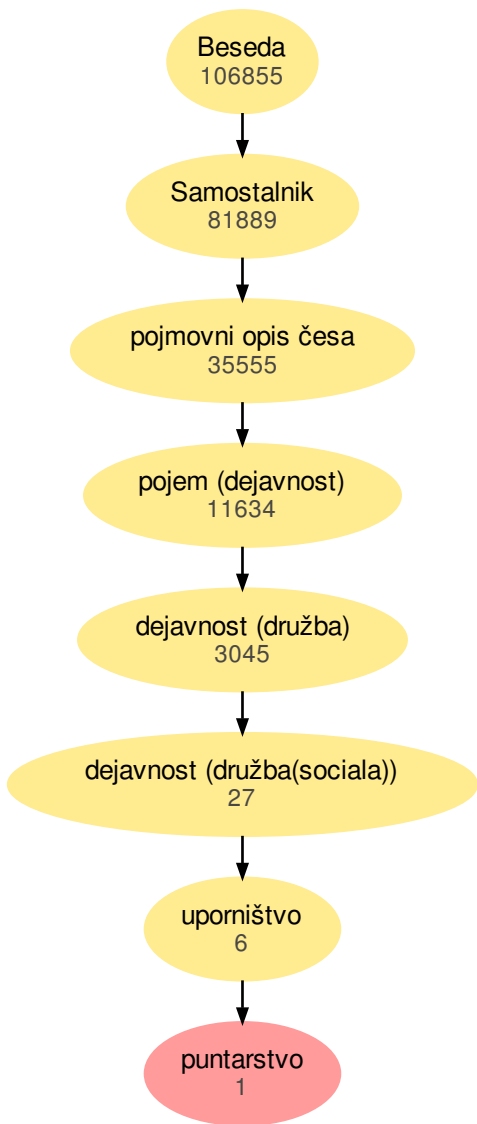 Beseda
106855
Samostalnik
81889
pojmovni opis česa
35555
pojem (dejavnost)
11634
dejavnost (družba)
3045
dejavnost (družba(sociala))
27
uporništvo
6
puntarstvo
1